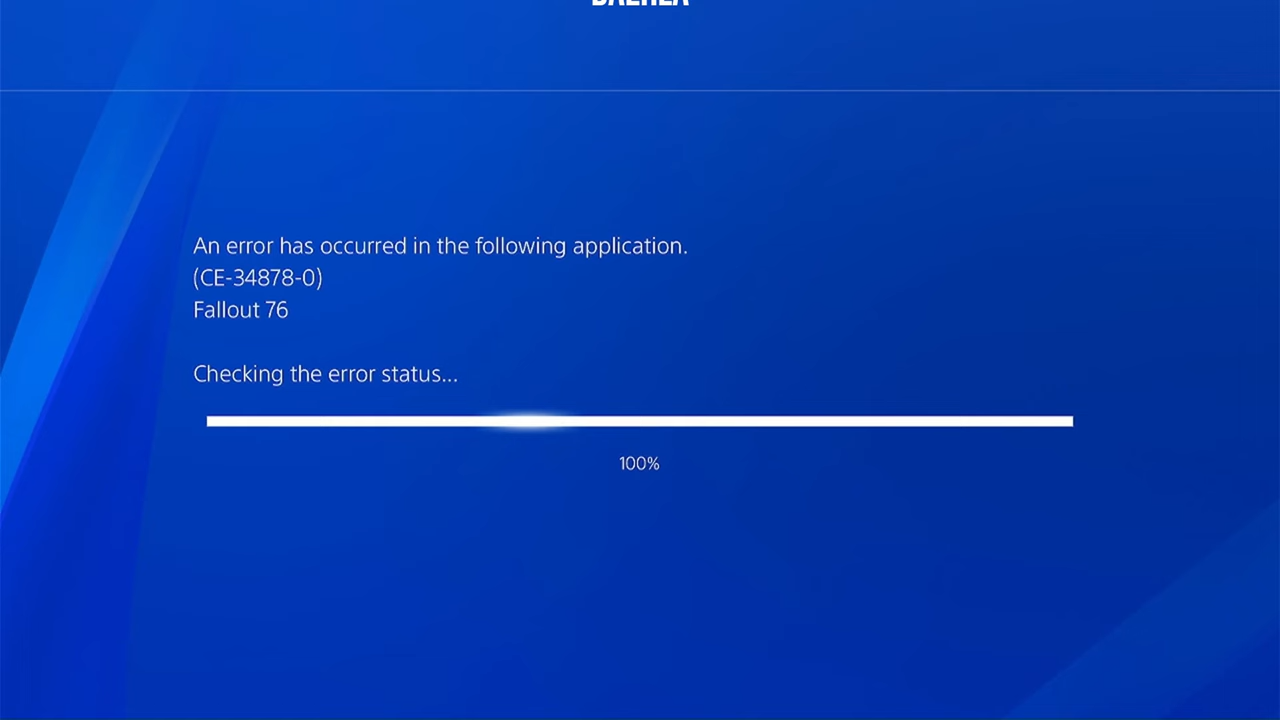 An error has occurred in the following application.
(CE-34878-0)
Fallout 76
Checking the error status...
100%